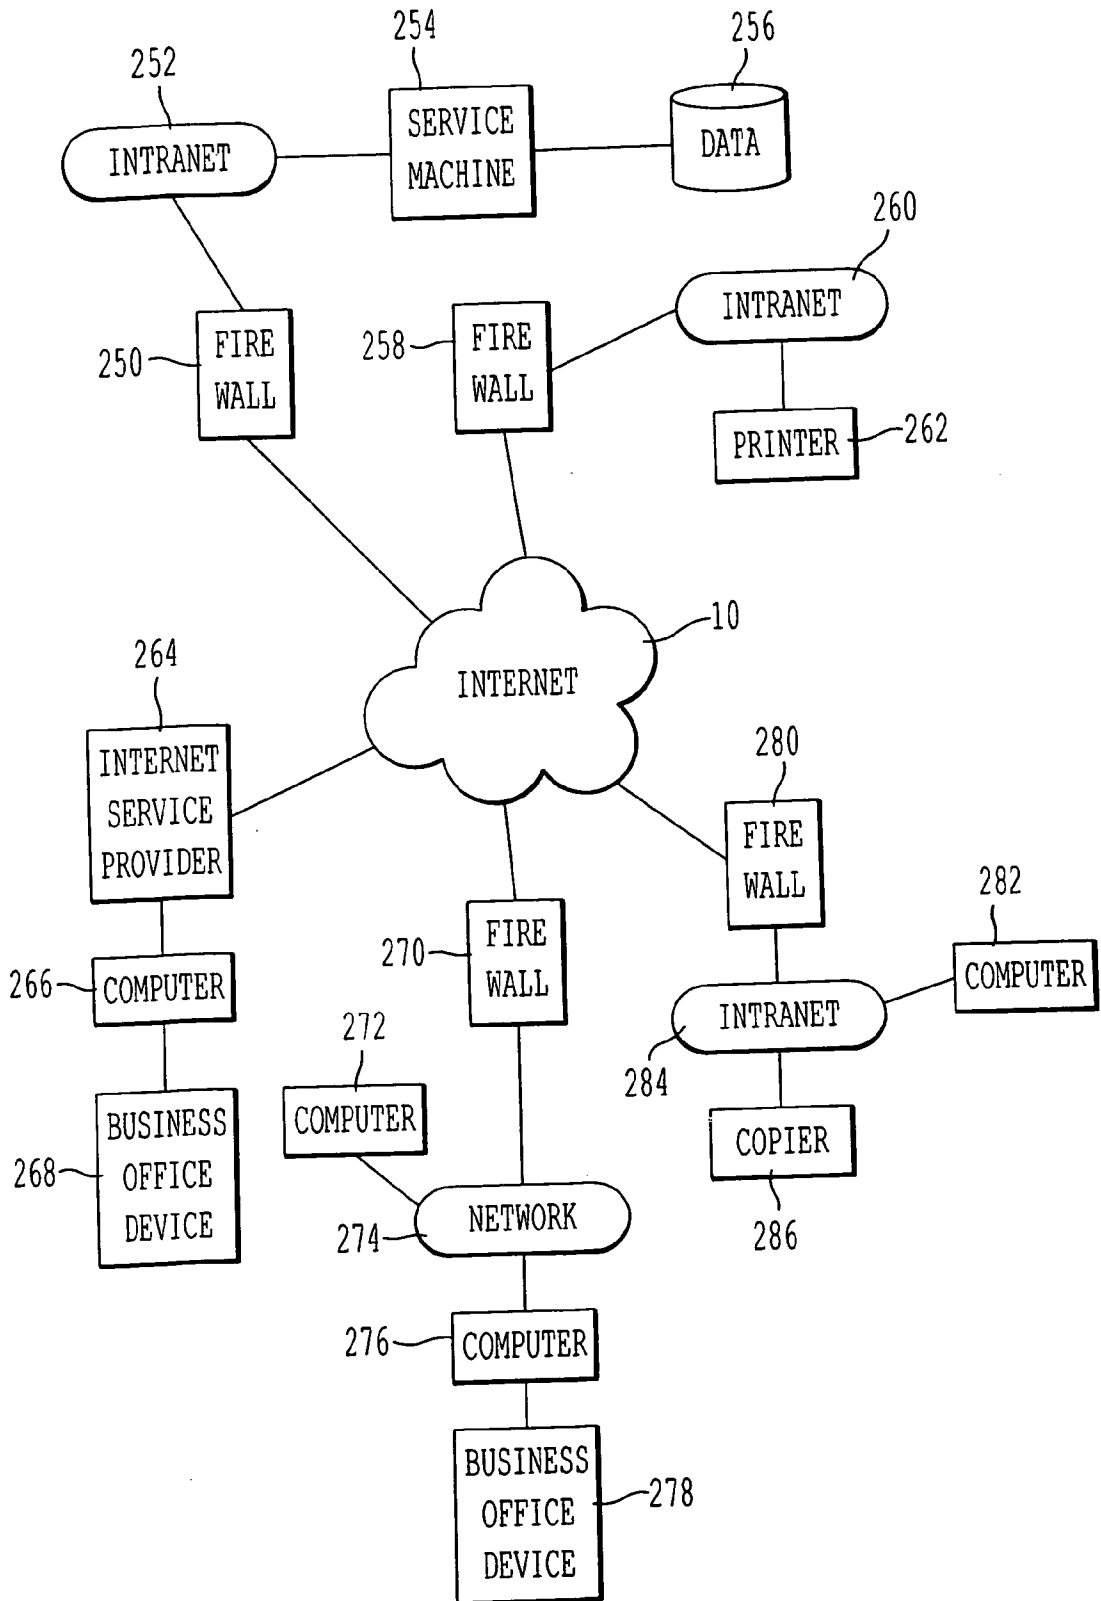 254
256
252
SERVICE
MACHINE
DATA
INTRANET
260
INTRANET
FIRE
WALL
250
258
FIRE
WALL
PRINTER
262
10
INTERNET
264
INTERNET
SERVICE
PROVIDER
280
FIRE
WALL
282
COMPUTER
270
FIRE
WALL
266
COMPUTER
INTRANET
284
272
COMPUTER
BUSINESS
OFFICE
DEVICE
268
COPIER
286
NETWORK
274
276
COMPUTER
BUSINESS
OFFICE
DEVICE
278